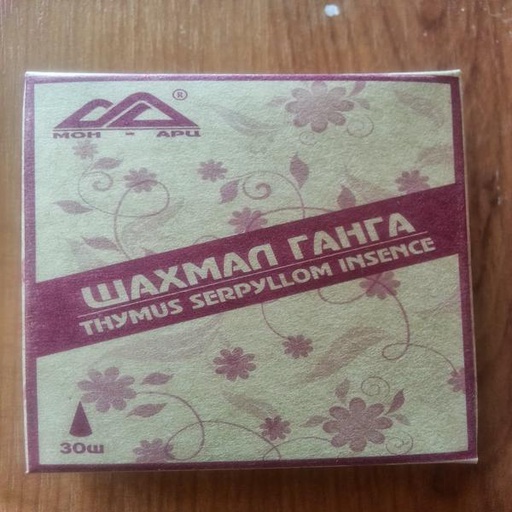 ®
МОН - АРЦ
ШАХМАЛ ГАНГА
THYMUS SERPYLLOM INSENCE
30ш